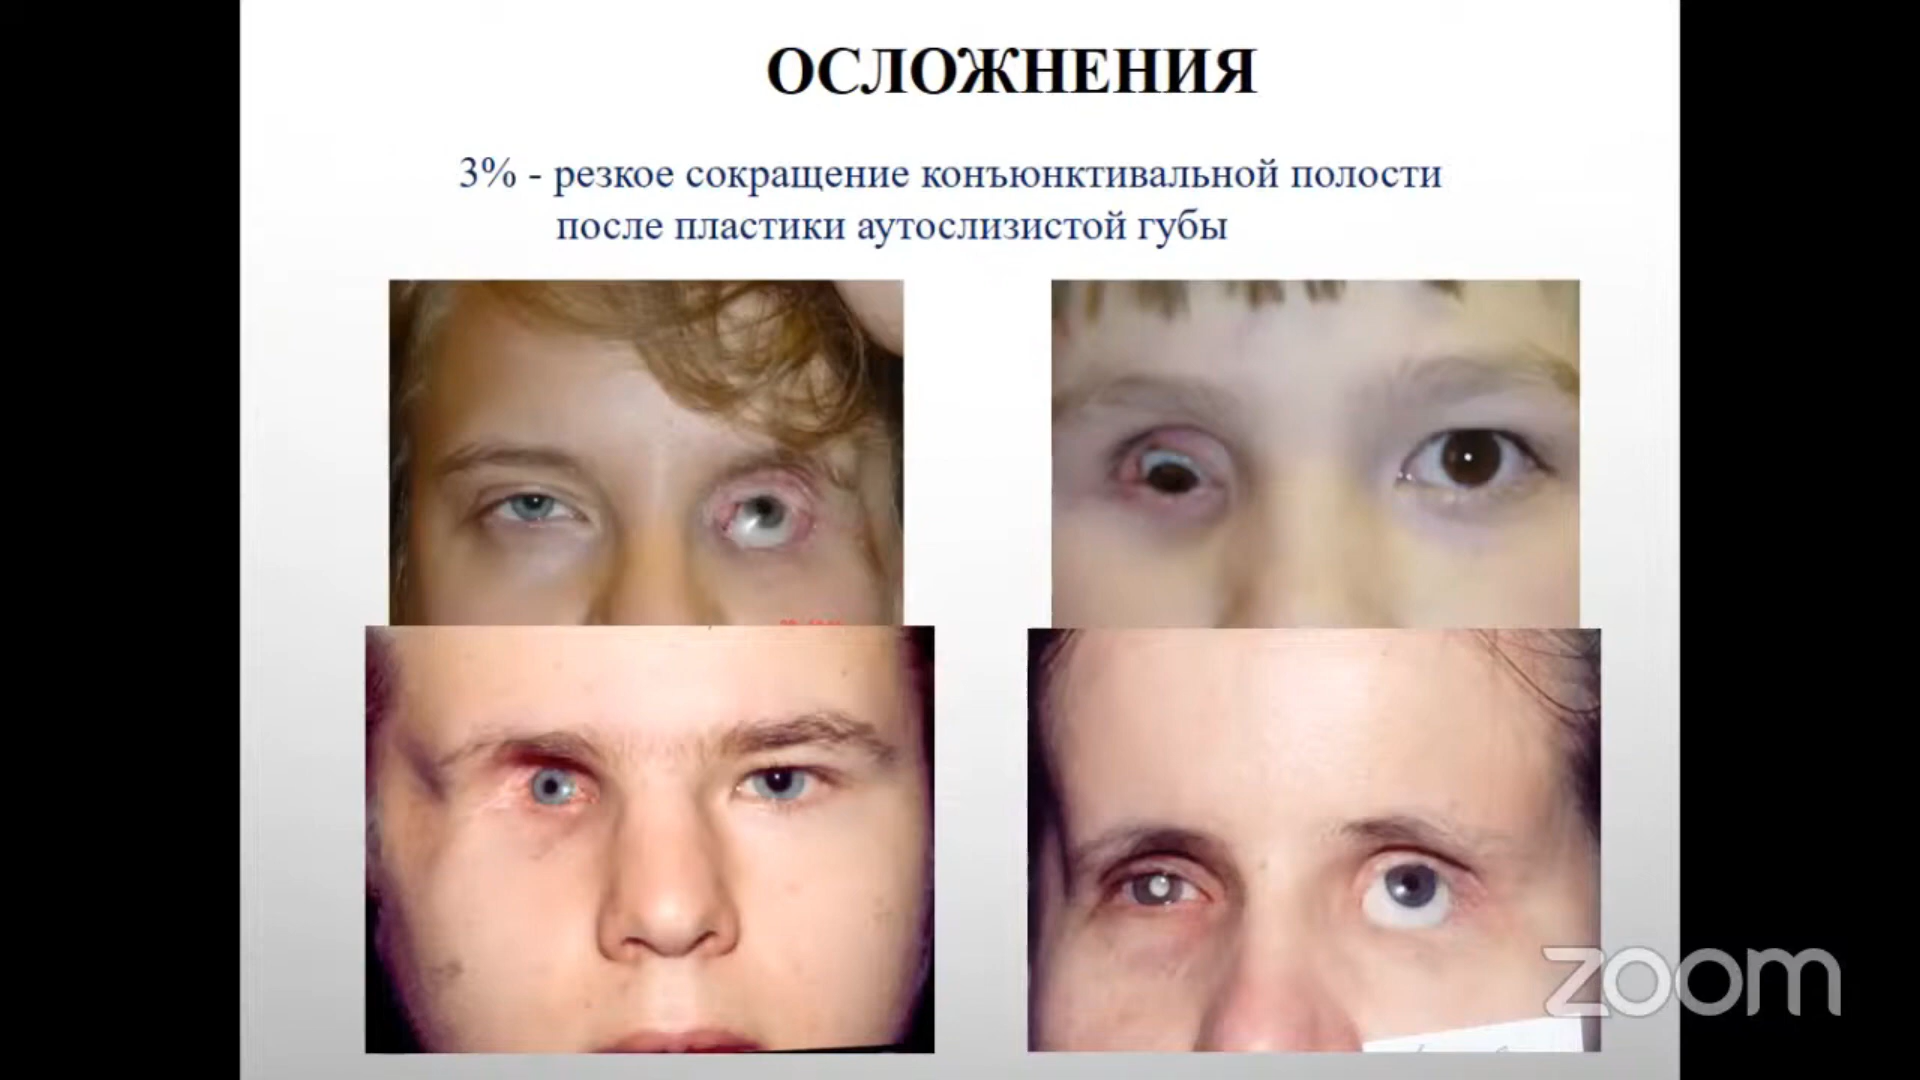 ОСЛОЖНЕНИЯ
3% - резкое сокращение конъюнктивальной полости
после пластики аутослизистой губы
zoom